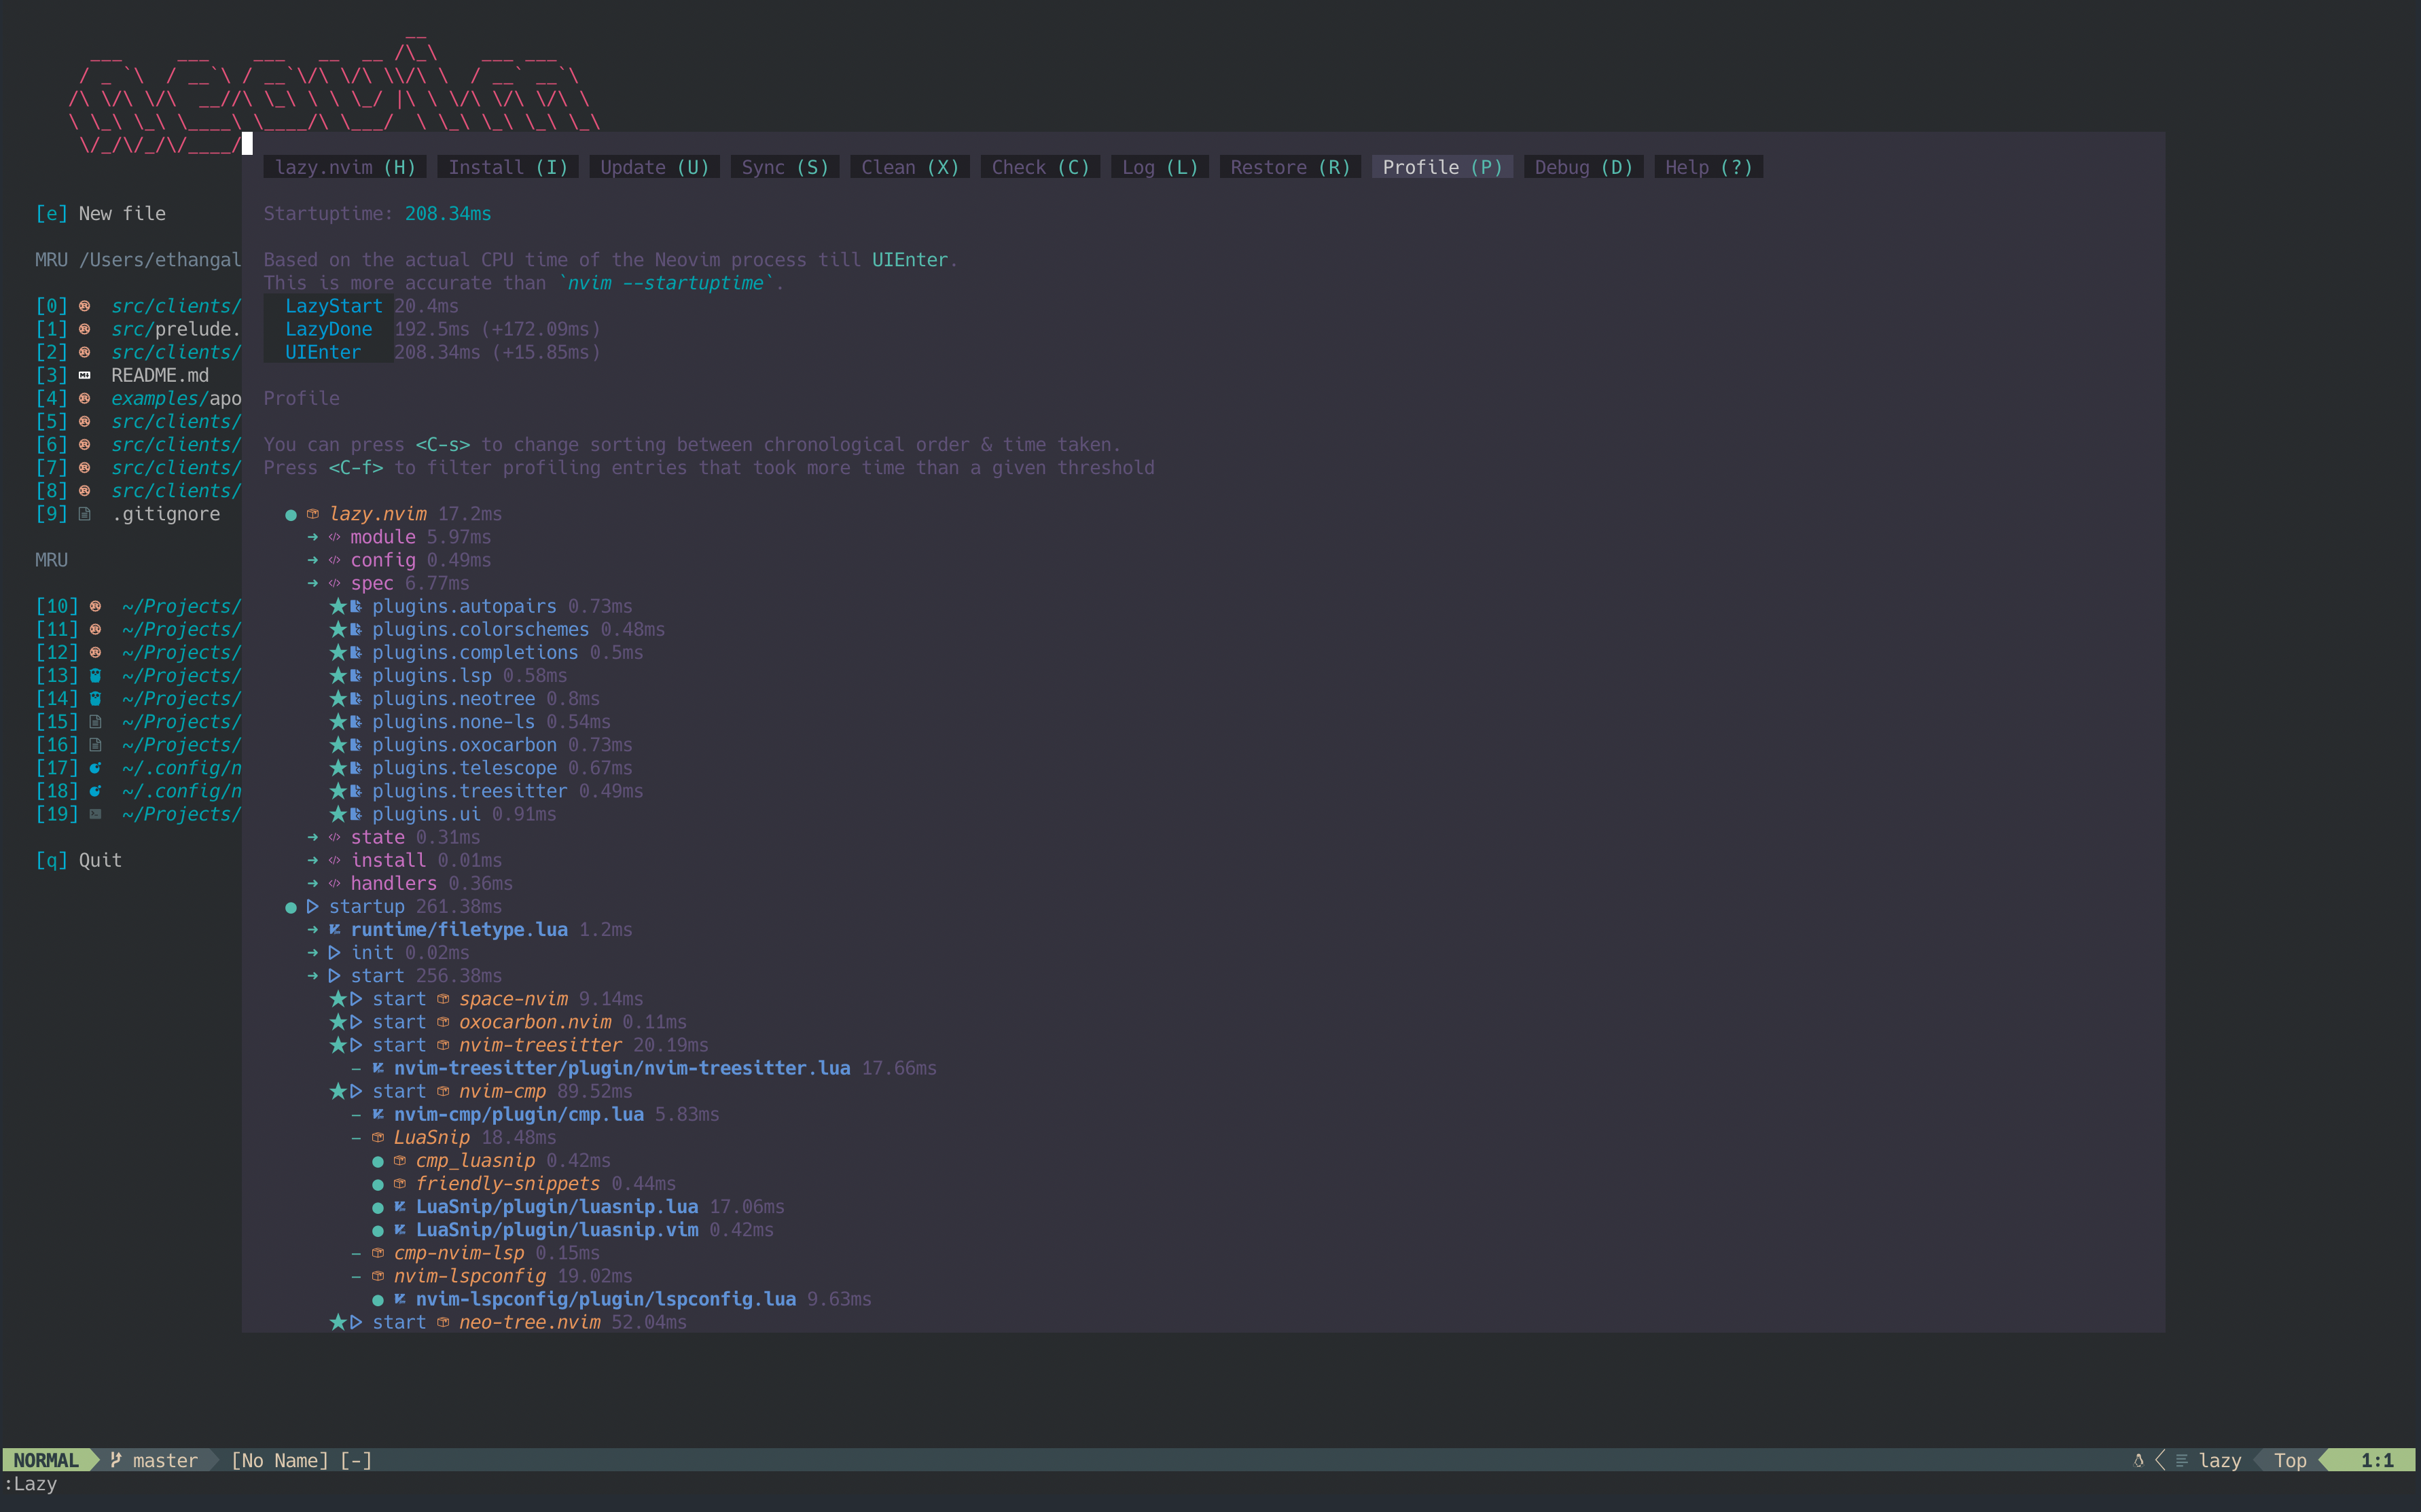 lazy.nvim (H) Install (I) Update (U) Sync (S) Clean (X) Check (C) Log (L) Restore (R) Profile (P) Debug (D) Help (?)
[e] New file
MRU /Users/ethangal
[0] src/clients/
[1] src/prelude.
[2] src/clients/
[3] README.md
[4] examples/apo
[5] src/clients/
[6] src/clients/
[7] src/clients/
[8] src/clients/
[9] .gitignore
MRU
[10] ~/Projects/
[11] ~/Projects/
[12] ~/Projects/
[13] ~/Projects/
[14] ~/Projects/
[15] ~/Projects/
[16] ~/Projects/
[17] ~/.config/n
[18] ~/.config/n
[19] ~/Projects/
[q] Quit
Startuptime: 208.34ms
Based on the actual CPU time of the Neovim process till UIEnter.
This is more accurate than `nvim --startuptime`.
LazyStart 20.4ms
LazyDone 192.5ms (+172.09ms)
UIEnter 208.34ms (+15.85ms)
Profile
You can press <C-s> to change sorting between chronological order & time taken.
Press <C-f> to filter profiling entries that took more time than a given threshold
● lazy.nvim 17.2ms
➜ module 5.97ms
➜ config 0.49ms
➜ spec 6.77ms
★ plugins.autopairs 0.73ms
★ plugins.colorschemes 0.48ms
★ plugins.completions 0.5ms
★ plugins.lsp 0.58ms
★ plugins.neotree 0.8ms
★ plugins.none-ls 0.54ms
★ plugins.oxocarbon 0.73ms
★ plugins.telescope 0.67ms
★ plugins.treesitter 0.49ms
★ plugins.ui 0.91ms
➜ state 0.31ms
➜ install 0.01ms
➜ handlers 0.36ms
● startup 261.38ms
➜ runtime/filetype.lua 1.2ms
➜ init 0.02ms
➜ start 256.38ms
★ start space-nvim 9.14ms
★ start oxocarbon.nvim 0.11ms
★ start nvim-treesitter 20.19ms
‒ nvim-treesitter/plugin/nvim-treesitter.lua 17.66ms
★ start nvim-cmp 89.52ms
‒ nvim-cmp/plugin/cmp.lua 5.83ms
‒ LuaSnip 18.48ms
● cmp_luasnip 0.42ms
● friendly-snippets 0.44ms
● LuaSnip/plugin/luasnip.lua 17.06ms
● LuaSnip/plugin/luasnip.vim 0.42ms
‒ cmp-nvim-lsp 0.15ms
‒ nvim-lspconfig 19.02ms
● nvim-lspconfig/plugin/lspconfig.lua 9.63ms
★ start neo-tree.nvim 52.04ms
NORMAL master [No Name] [-] lazy Top 1:1
:Lazy